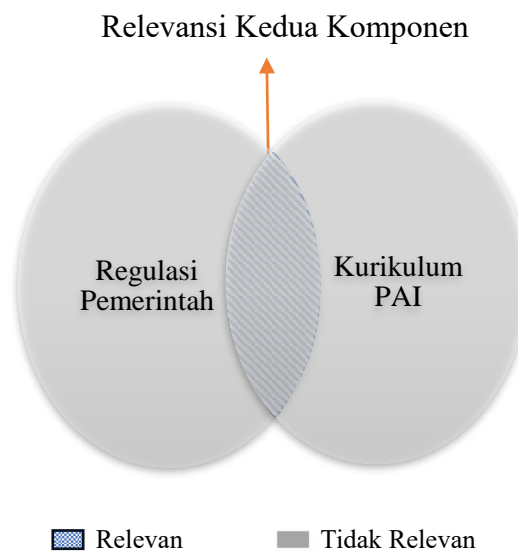 Relevansi Kedua Komponen
Regulasi
Pemerintah
Kurikulum
PAI
Relevan
Tidak Relevan